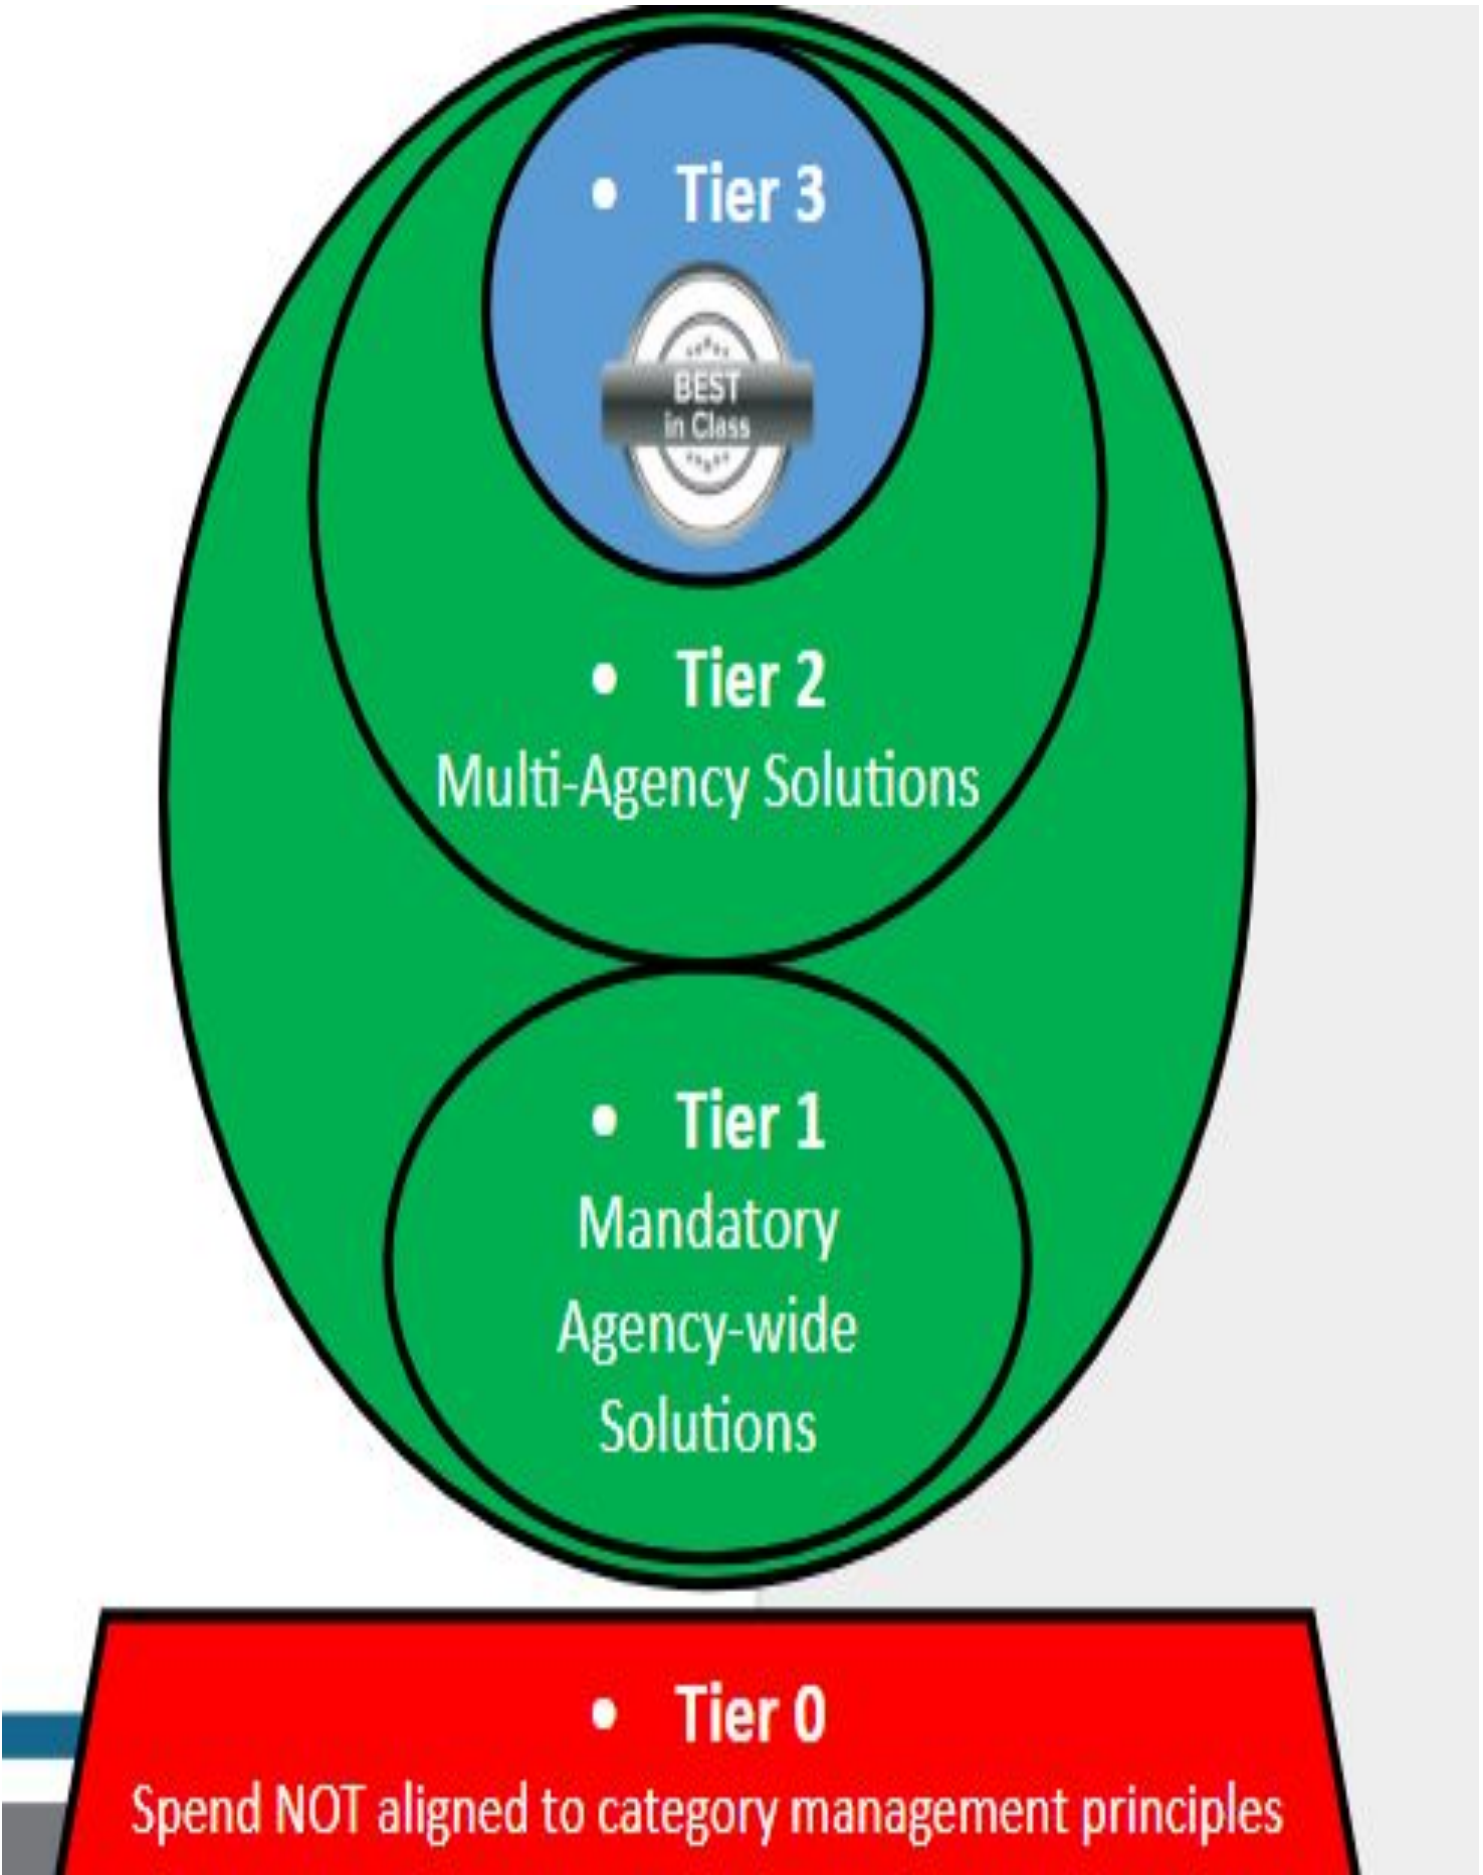 • Tier 3
BEST
in Class
• Tier 2
Multi-Agency Solutions
• Tier 1
Mandatory
Agency-wide
Solutions
• Tier 0
Spend NOT aligned to category management principles